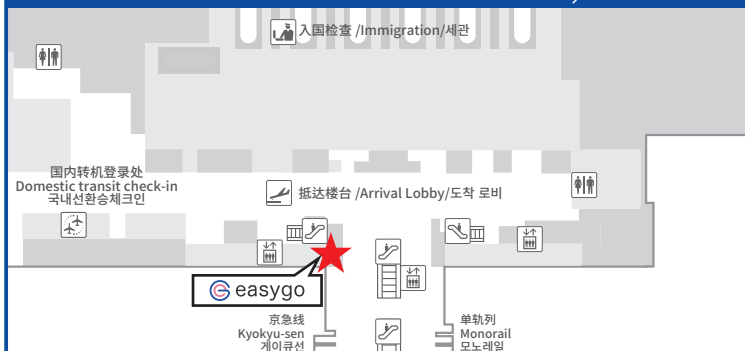 入国检查 /Immigration/세관
国内转机登录处
Domestic transit check-in
국내선환승체크인
抵达楼台 /Arrival Lobby/도착 로비
easygo
京急线
Kyokyu-sen
게이큐선
单轨列
Monorail
모노레일